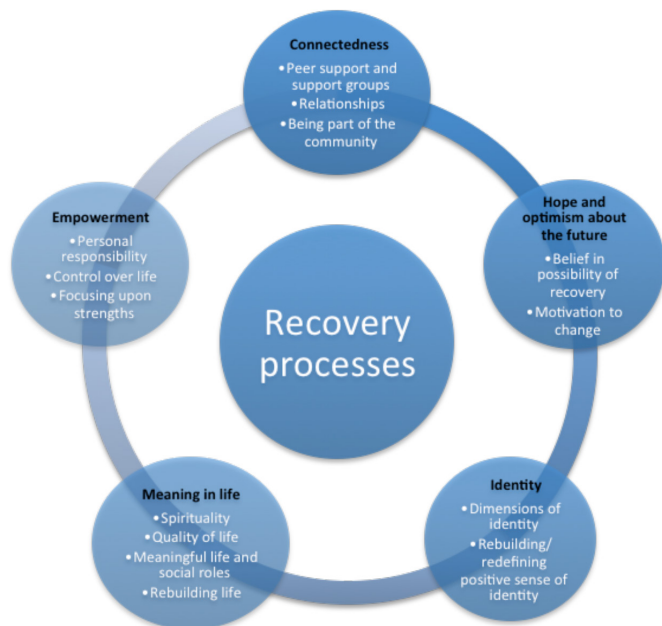 Connectedness
•Peer support and
support groups
•Relationships
•Being part of the
community
Hope and
optimism about
the future
•Belief in
possibility of
recovery
•Motivation to
change
Identity
•Dimensions of
identity
•Rebuilding/
redefining
positive sense of
identity
Meaning in life
•Spirituality
•Quality of life
•Meaningful life and
social roles
•Rebuilding life
Empowerment
•Personal
responsibility
•Control over life
•Focusing upon
strengths
Recovery
processes